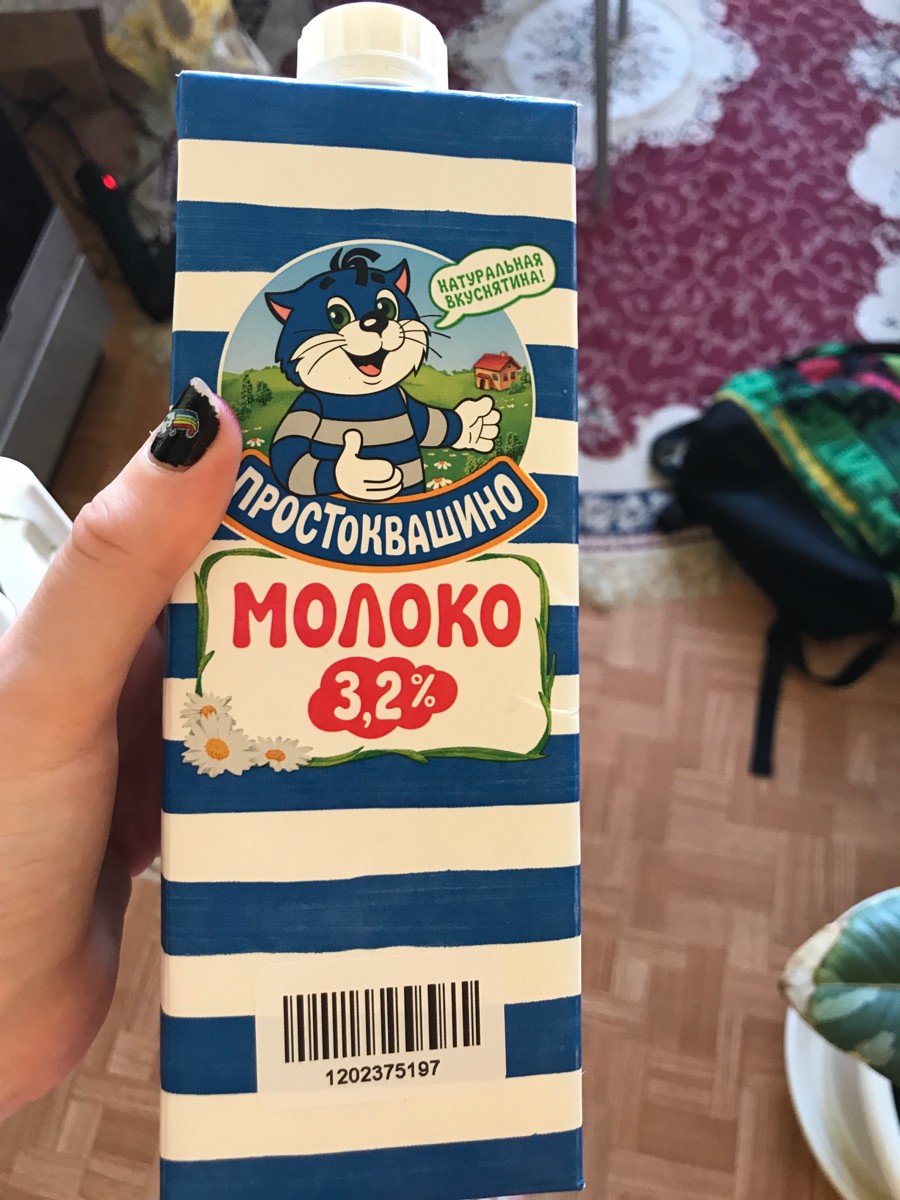 НАТУРАЛЬНАЯ
ВКУСНЯТИНА!
ПРОСТОКВАШИНО
МОЛОКО
3,2%
1202375197